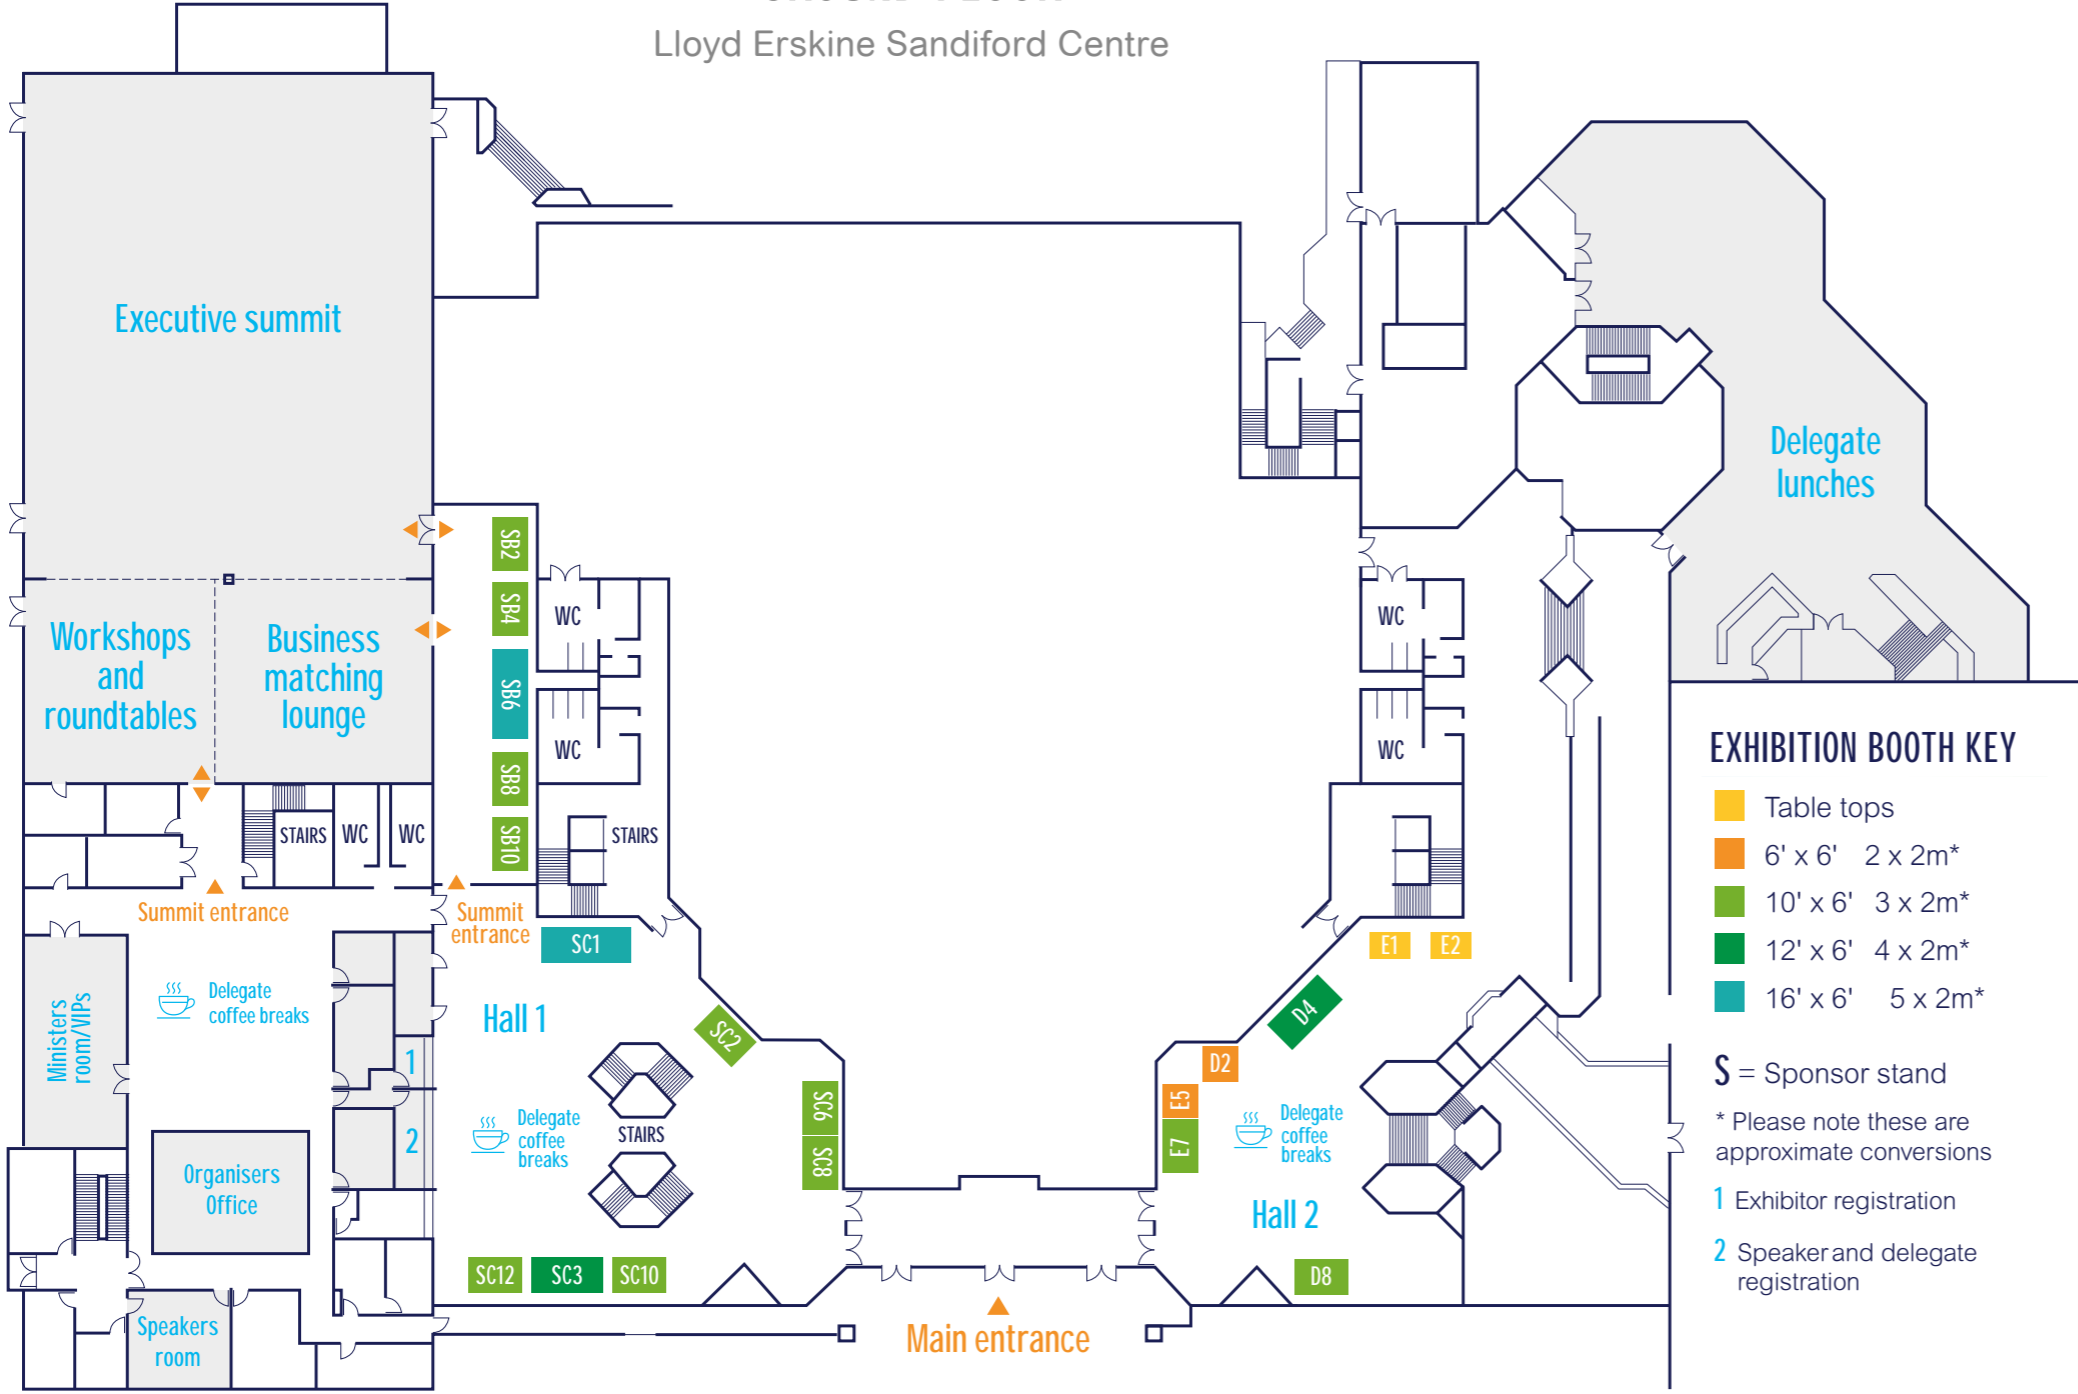 Lloyd Erskine Sandiford Centre
Executive summit
Workshops
and
roundtables
Business
matching
lounge
SB2
SB4
SB6
SB8
SB10
WC
WC
STAIRS
STAIRS
WC
WC
Summit entrance
Summit
entrance
SC1
Ministers
room/VIPs
Delegate
coffee breaks
Hall 1
SC2
1
2
Delegate
coffee
breaks
STAIRS
SC6
SC8
Organisers
Office
SC12
SC3
SC10
Speakers
room
Main entrance
WC
WC
E1
E2
D4
D2
E5
E7
Delegate
coffee
breaks
Hall 2
D8
Delegate
lunches
EXHIBITION BOOTH KEY
Table tops
6' x 6' 2 x 2m*
10' x 6' 3 x 2m*
12' x 6' 4 x 2m*
16' x 6' 5 x 2m*
S = Sponsor stand
* Please note these are
approximate conversions
1 Exhibitor registration
2 Speaker and delegate
registration